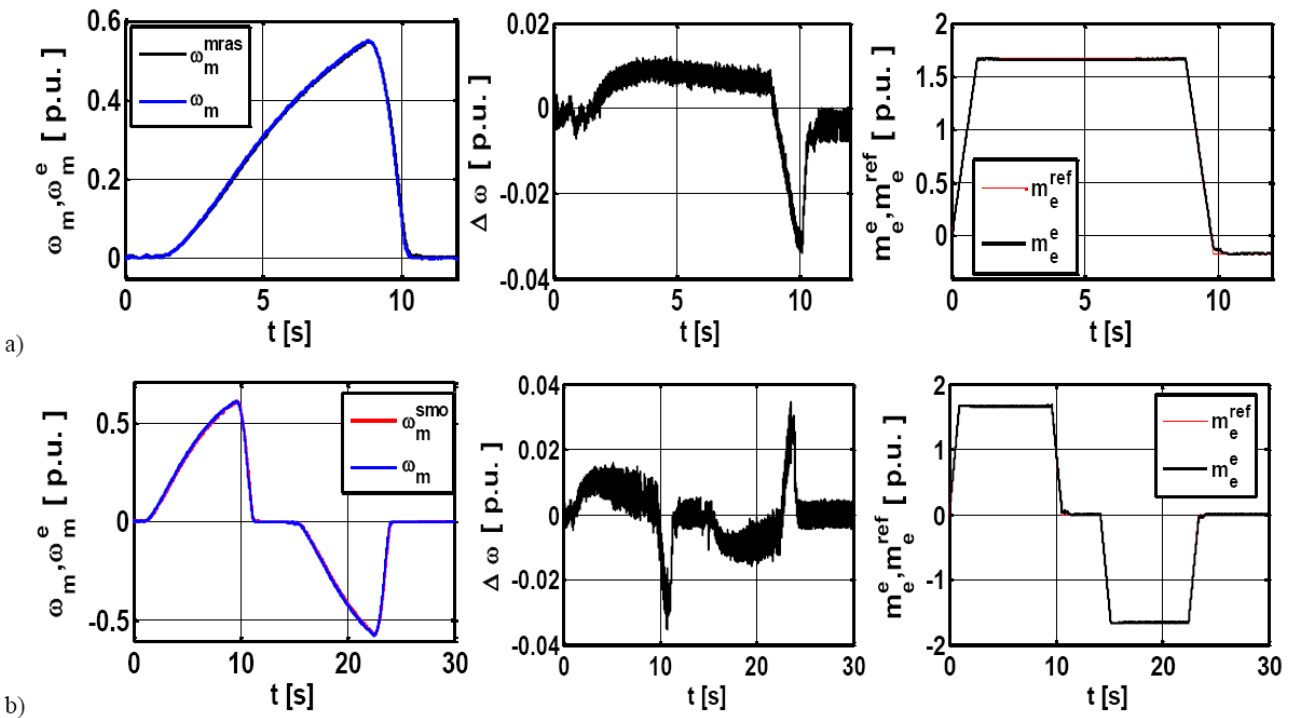 ω_m, ω_m^e [ p.u. ]
0.6
0.4
0.2
0
ω_m^mras
ω_m
0 5 10
t [s]
Δ ω [ p.u. ]
0.02
0
-0.02
-0.04
0 5 10
t [s]
m_e^e, m_e^ref [ p.u. ]
2
1.5
1
0.5
0
m_e^ref
m_e^e
0 5 10
t [s]
a)
ω_m, ω_m^e [ p.u. ]
0.5
0
-0.5
ω_m^smo
ω_m
0 10 20 30
t [s]
Δ ω [ p.u. ]
0.04
0.02
0
-0.02
-0.04
0 10 20 30
t [s]
m_e^e, m_e^ref [ p.u. ]
2
1
0
-1
-2
m_e^ref
m_e^e
0 10 20 30
t [s]
b)